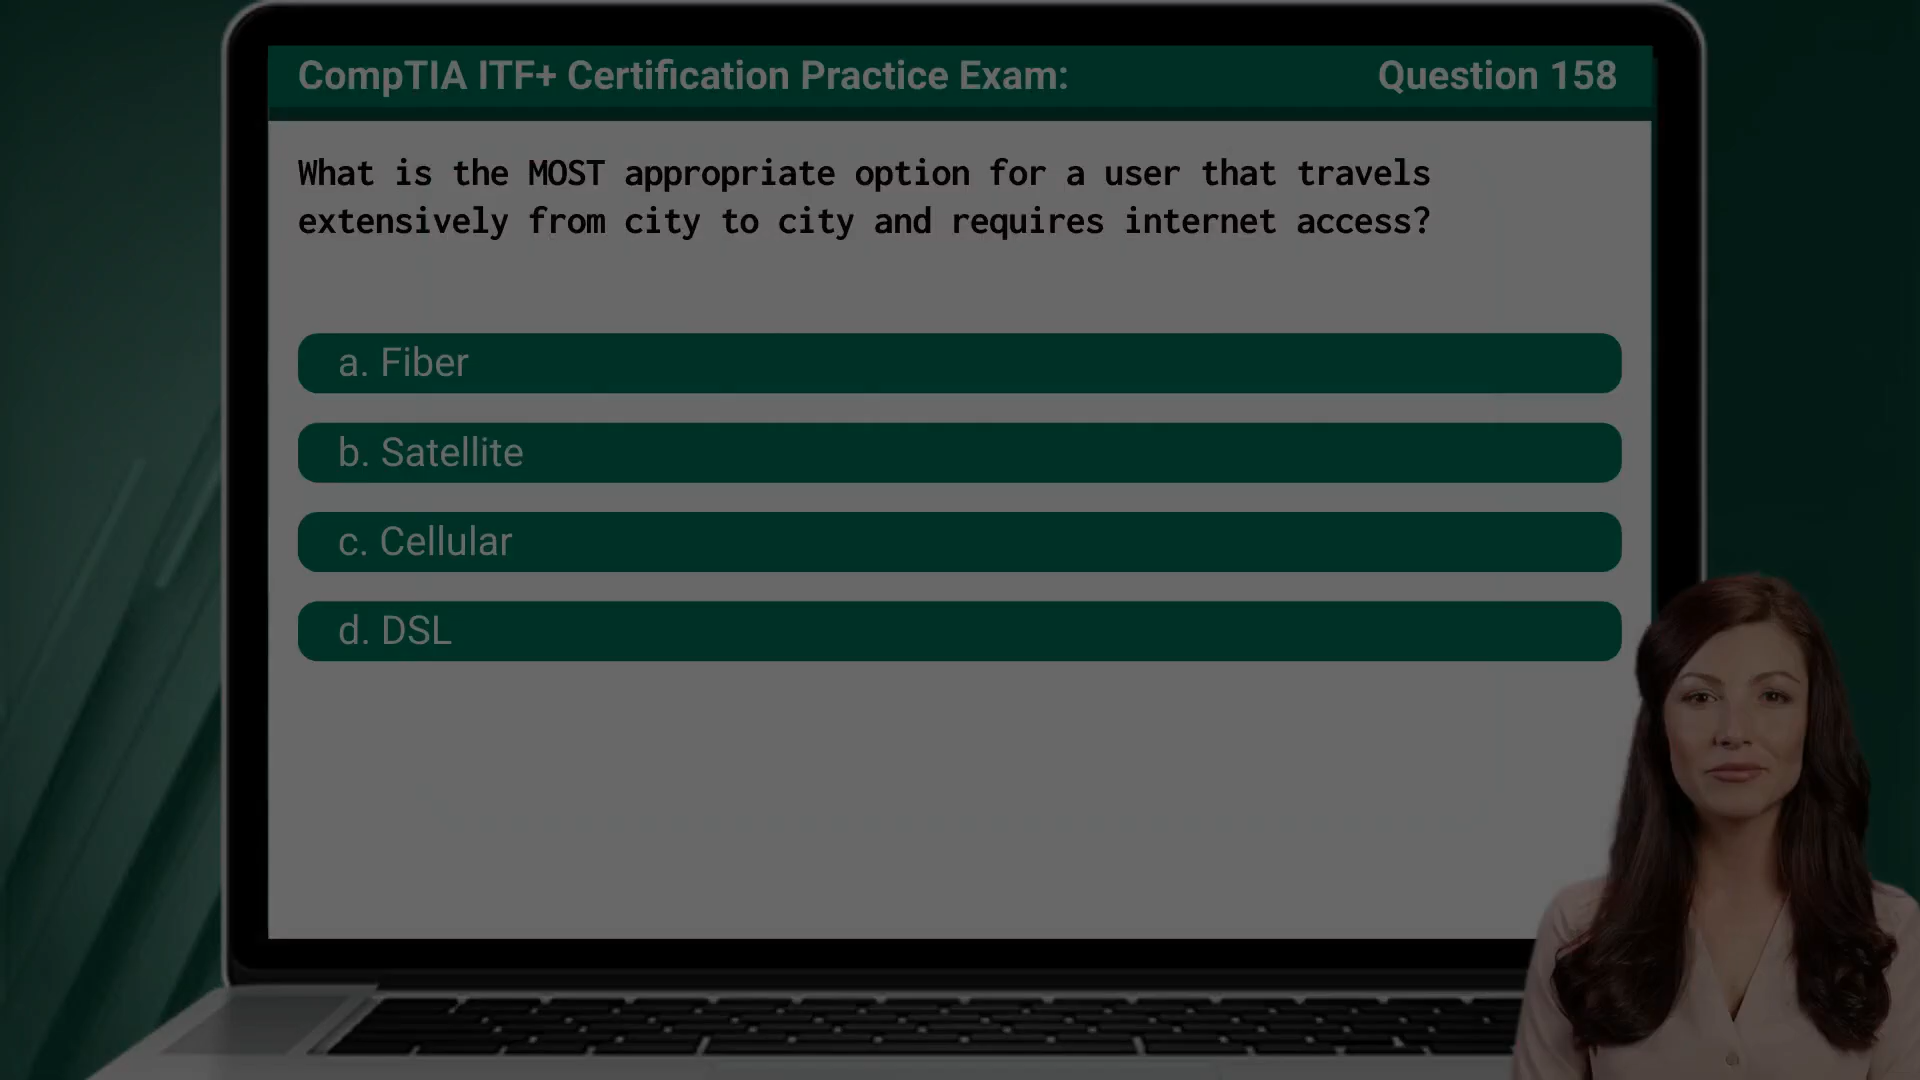 CompTIA ITF+ Certification Practice Exam: Question 158
What is the MOST appropriate option for a user that travels
extensively from city to city and requires internet access?
a. Fiber
b. Satellite
c. Cellular
d. DSL